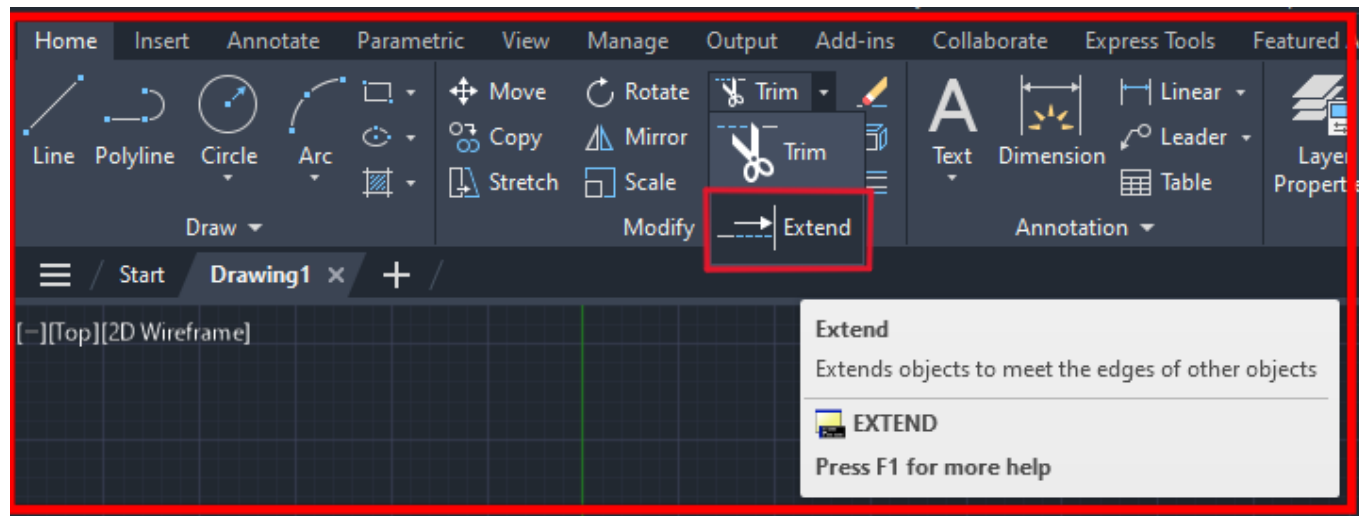 Home Insert Annotate Parametric View Manage Output Add-ins Collaborate Express Tools Featured
Line Polyline Circle Arc
Move Rotate Trim
Copy Mirror
Stretch Scale
Trim
Extend
Text Dimension
Linear
Leader
Table
Layer
Draw Modify Annotation
Start Drawing1
[−][Top][2D Wireframe]
Extend
Extends objects to meet the edges of other objects
EXTEND
Press F1 for more help